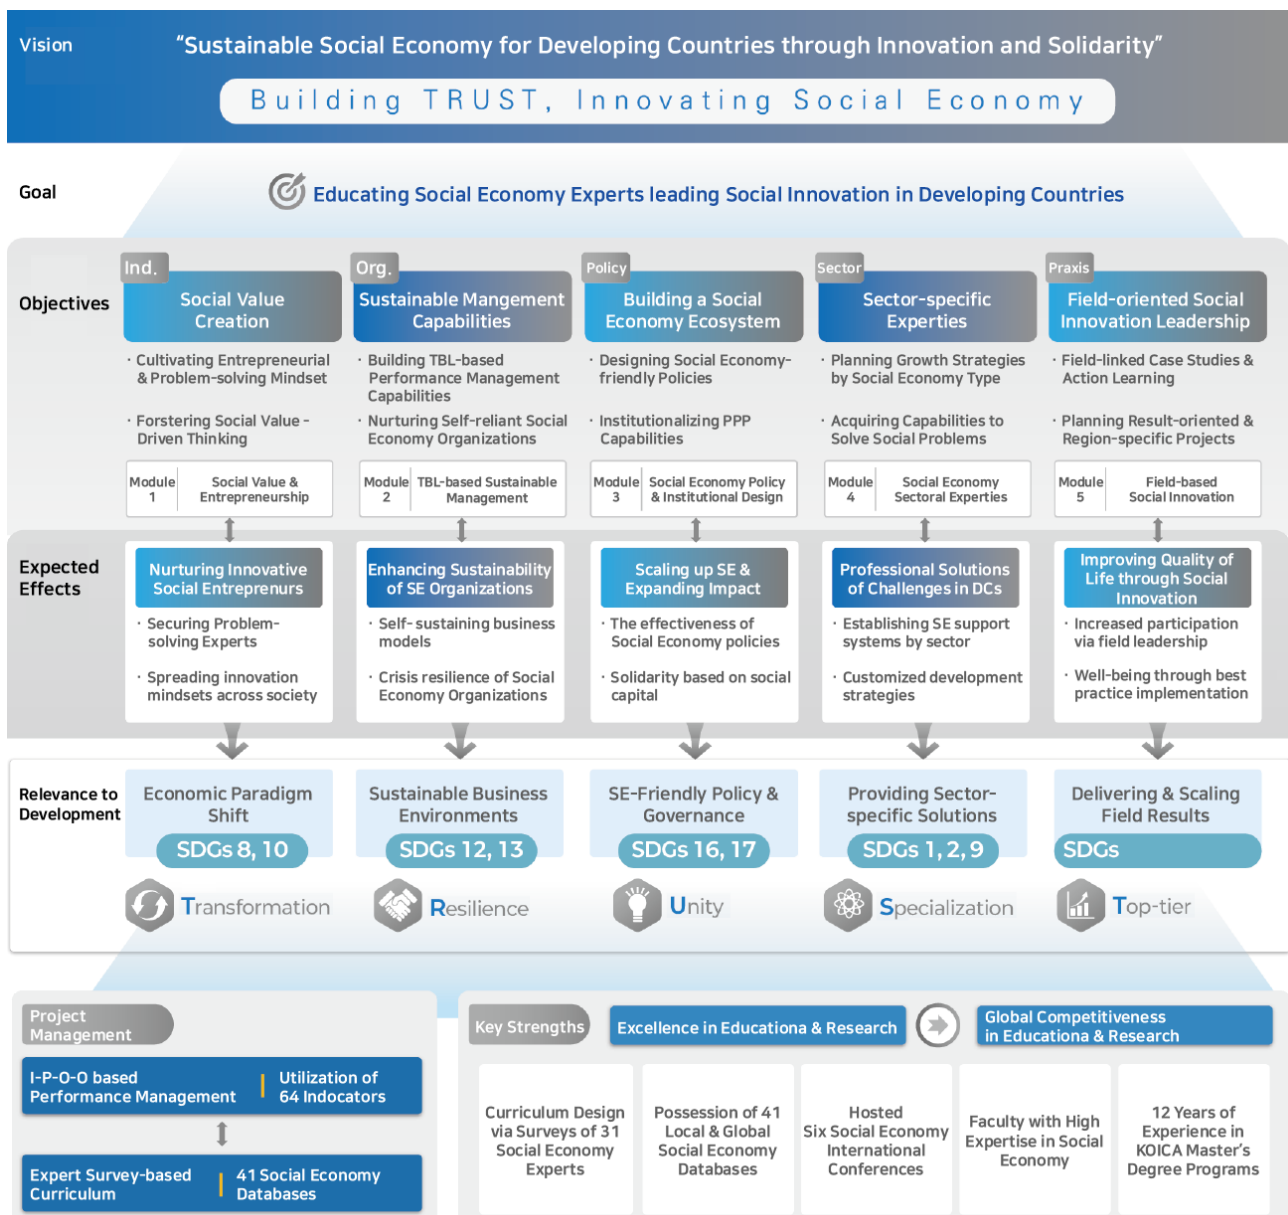 Vision
“Sustainable Social Economy for Developing Countries through Innovation and Solidarity”
Building TRUST, Innovating Social Economy
Goal
Educating Social Economy Experts leading Social Innovation in Developing Countries
Objectives
Ind.
Social Value
Creation
· Cultivating Entrepreneurial
& Problem-solving Mindset
· Forstering Social Value -
Driven Thinking
Module
1
Social Value &
Entrepreneurship
Org.
Sustainable Mangement
Capabilities
· Building TBL-based
Performance Management
Capabilities
· Nurturing Self-reliant Social
Economy Organizations
Module
2
TBL-based Sustainable
Management
Policy
Building a Social
Economy Ecosystem
· Designing Social Economy-
friendly Policies
· Institutionalizing PPP
Capabilities
Module
3
Social Economy Policy
& Institutional Design
Sector
Sector-specific
Experties
· Planning Growth Strategies
by Social Economy Type
· Acquiring Capabilities to
Solve Social Problems
Module
4
Social Economy
Sectoral Experties
Praxis
Field-oriented Social
Innovation Leadership
· Field-linked Case Studies &
Action Learning
· Planning Result-oriented &
Region-specific Projects
Module
5
Field-based
Social Innovation
Expected
Effects
Nurturing Innovative
Social Entreprenurs
· Securing Problem-
solving Experts
· Spreading innovation
mindsets across society
Enhancing Sustainability
of SE Organizations
· Self- sustaining business
models
· Crisis resilience of Social
Economy Organizations
Scaling up SE &
Expanding Impact
· The effectiveness of
Social Economy policies
· Solidarity based on social
capital
Professional Solutions
of Challenges in DCs
· Establishing SE support
systems by sector
· Customized development
strategies
Improving Quality of
Life through Social
Innovation
· Increased participation
via field leadership
· Well-being through best
practice implementation
Relevance to
Development
Economic Paradigm
Shift
SDGs 8, 10
Transformation
Sustainable Business
Environments
SDGs 12, 13
Resilience
SE-Friendly Policy &
Governance
SDGs 16, 17
Unity
Providing Sector-
specific Solutions
SDGs 1, 2, 9
Specialization
Delivering & Scaling
Field Results
SDGs
Top-tier
Project
Management
I-P-O-O based
Performance Management
Utilization of
64 Indocators
Expert Survey-based
Curriculum
41 Social Economy
Databases
Key Strengths
Excellence in Educationa & Research
Global Competitiveness
in Educationa & Research
Curriculum Design
via Surveys of 31
Social Economy
Experts
Possession of 41
Local & Global
Social Economy
Databases
Hosted
Six Social Economy
International
Conferences
Faculty with High
Expertise in Social
Economy
12 Years of
Experience in
KOICA Master’s
Degree Programs